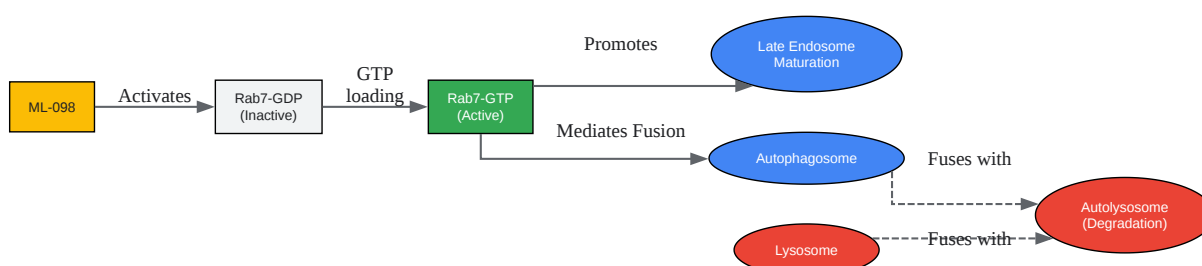 ML-098
Activates
Rab7-GDP
(Inactive)
GTP
loading
Rab7-GTP
(Active)
Promotes
Late Endosome
Maturation
Mediates Fusion
Autophagosome
Fuses with
Lysosome
Fuses with
Autolysosome
(Degradation)